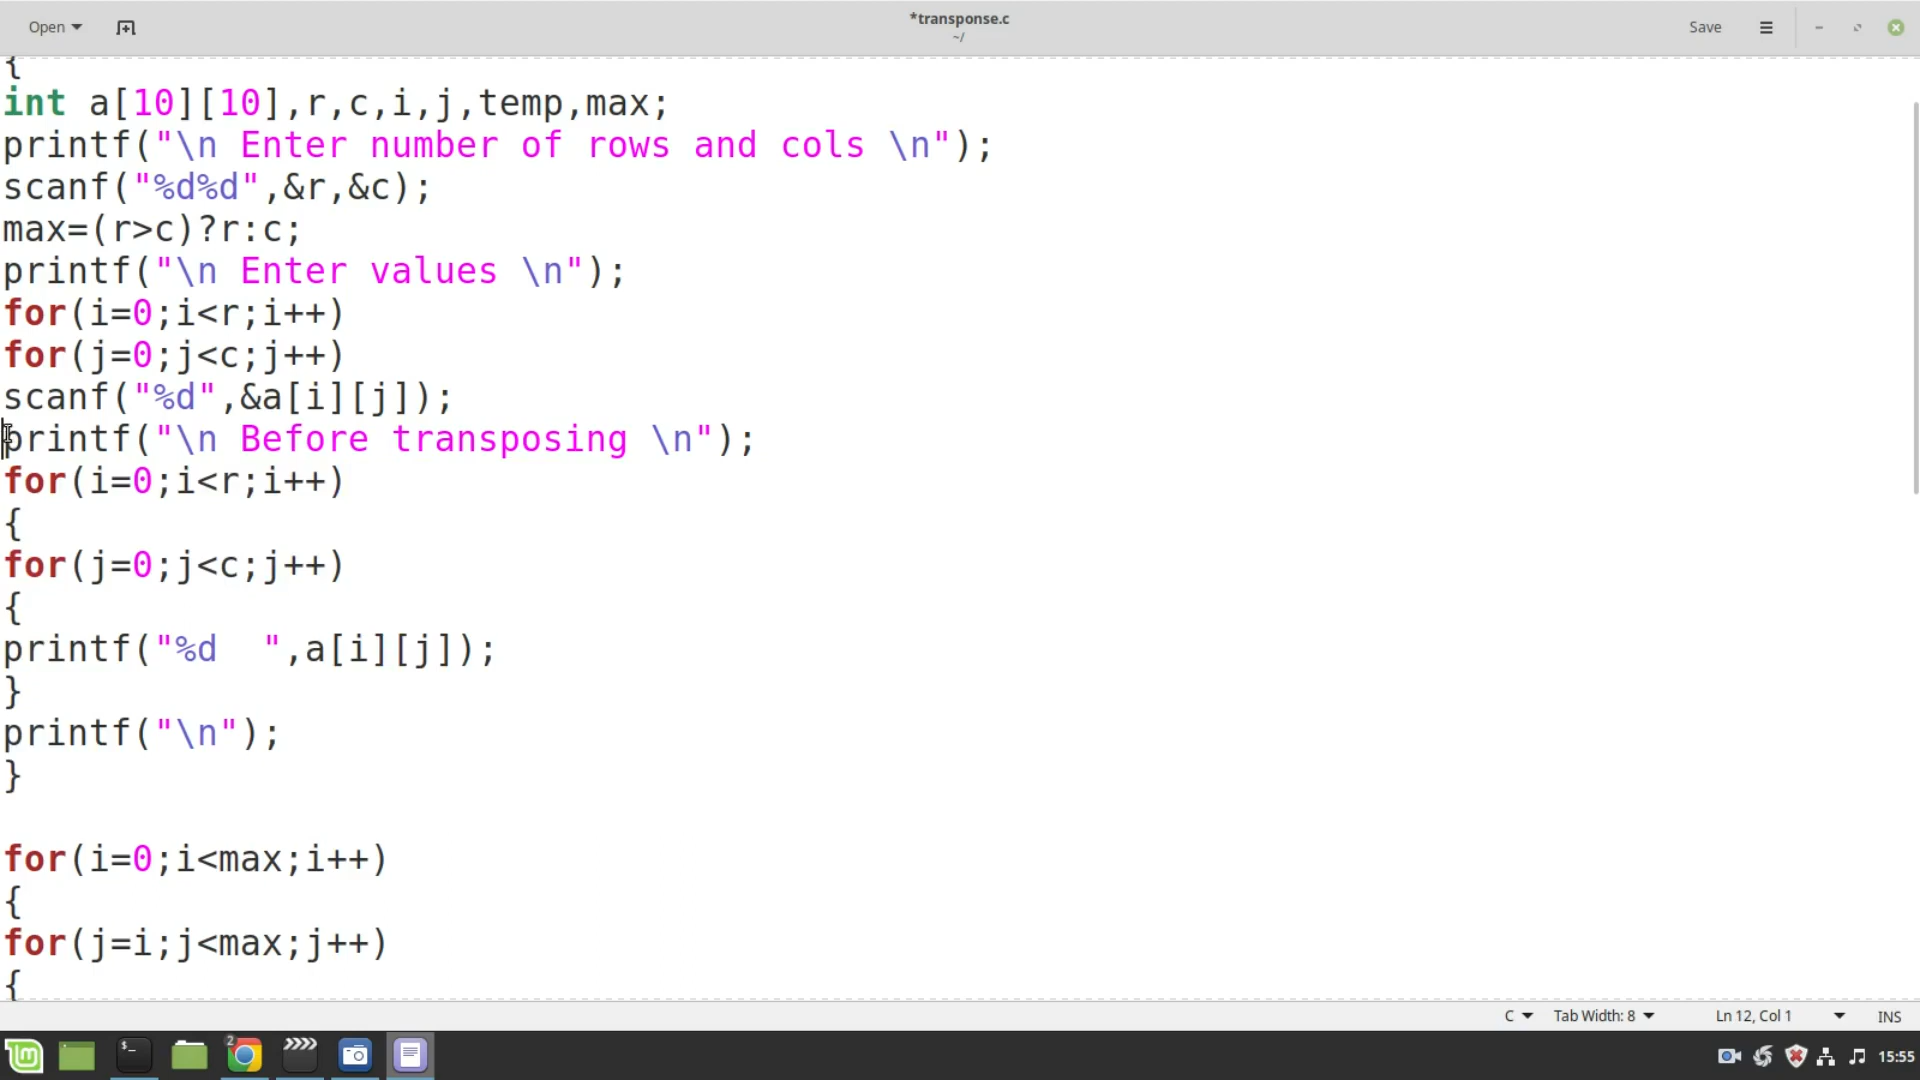 Open
*transponse.c
~/
Save
{
int a[10][10],r,c,i,j,temp,max;
printf("\n Enter number of rows and cols \n");
scanf("%d%d",&r,&c);
max=(r>c)?r:c;
printf("\n Enter values \n");
for(i=0;i<r;i++)
for(j=0;j<c;j++)
scanf("%d",&a[i][j]);
printf("\n Before transposing \n");
for(i=0;i<r;i++)
{
for(j=0;j<c;j++)
{
printf("%d  ",a[i][j]);
}
printf("\n");
}
for(i=0;i<max;i++)
{
for(j=i;j<max;j++)
{
C
Tab Width: 8
Ln 12, Col 1
INS
2
15:55